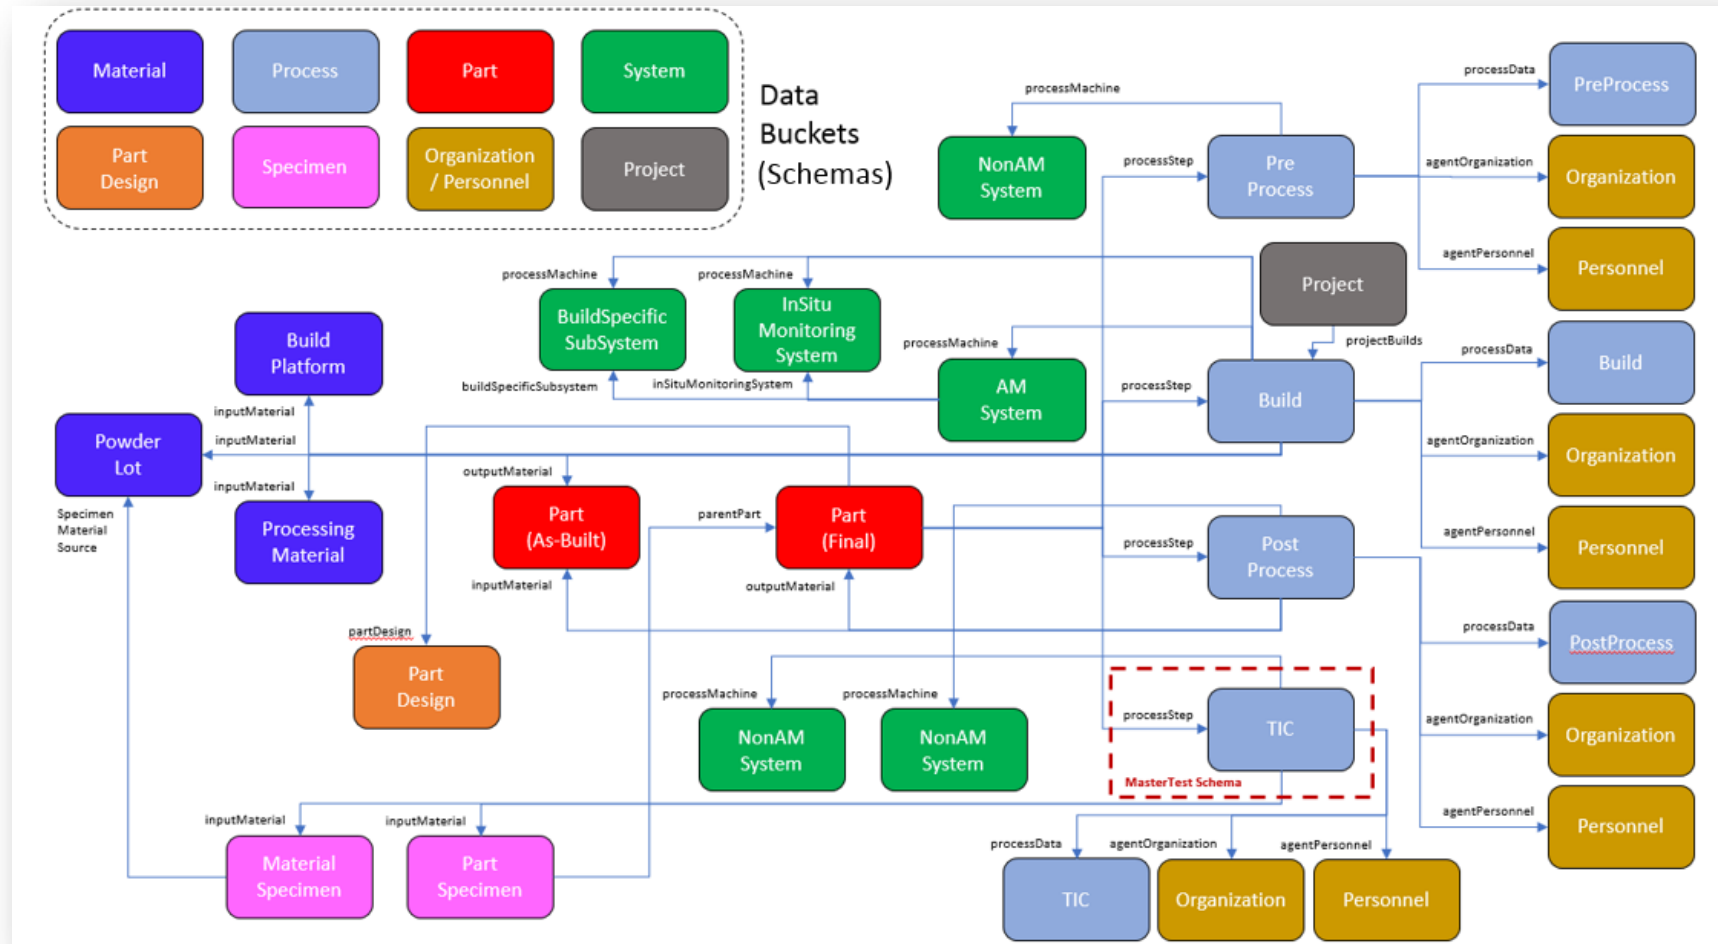 Material
Process
Part
System
Part
Design
Specimen
Organization
/ Personnel
Project
Data
Buckets
(Schemas)
processMachine
NonAM
System
processStep
Pre
Process
processData
PreProcess
agentOrganization
Organization
agentPersonnel
Personnel
processMachine
BuildSpecific
SubSystem
processMachine
InSitu
Monitoring
System
Project
projectBuilds
processMachine
AM
System
buildSpecificSubsystem
inSituMonitoringSystem
processStep
Build
processData
Build
agentOrganization
Organization
agentPersonnel
Personnel
Build
Platform
inputMaterial
Powder
Lot
inputMaterial
inputMaterial
Processing
Material
Specimen
Material
Source
outputMaterial
Part
(As-Built)
inputMaterial
parentPart
Part
(Final)
outputMaterial
processStep
Post
Process
processData
PostProcess
agentOrganization
Organization
agentPersonnel
Personnel
partDesign
Part
Design
processMachine
NonAM
System
processMachine
NonAM
System
processStep
TIC
MasterTest Schema
inputMaterial
Material
Specimen
inputMaterial
Part
Specimen
processData
TIC
agentOrganization
Organization
agentPersonnel
Personnel